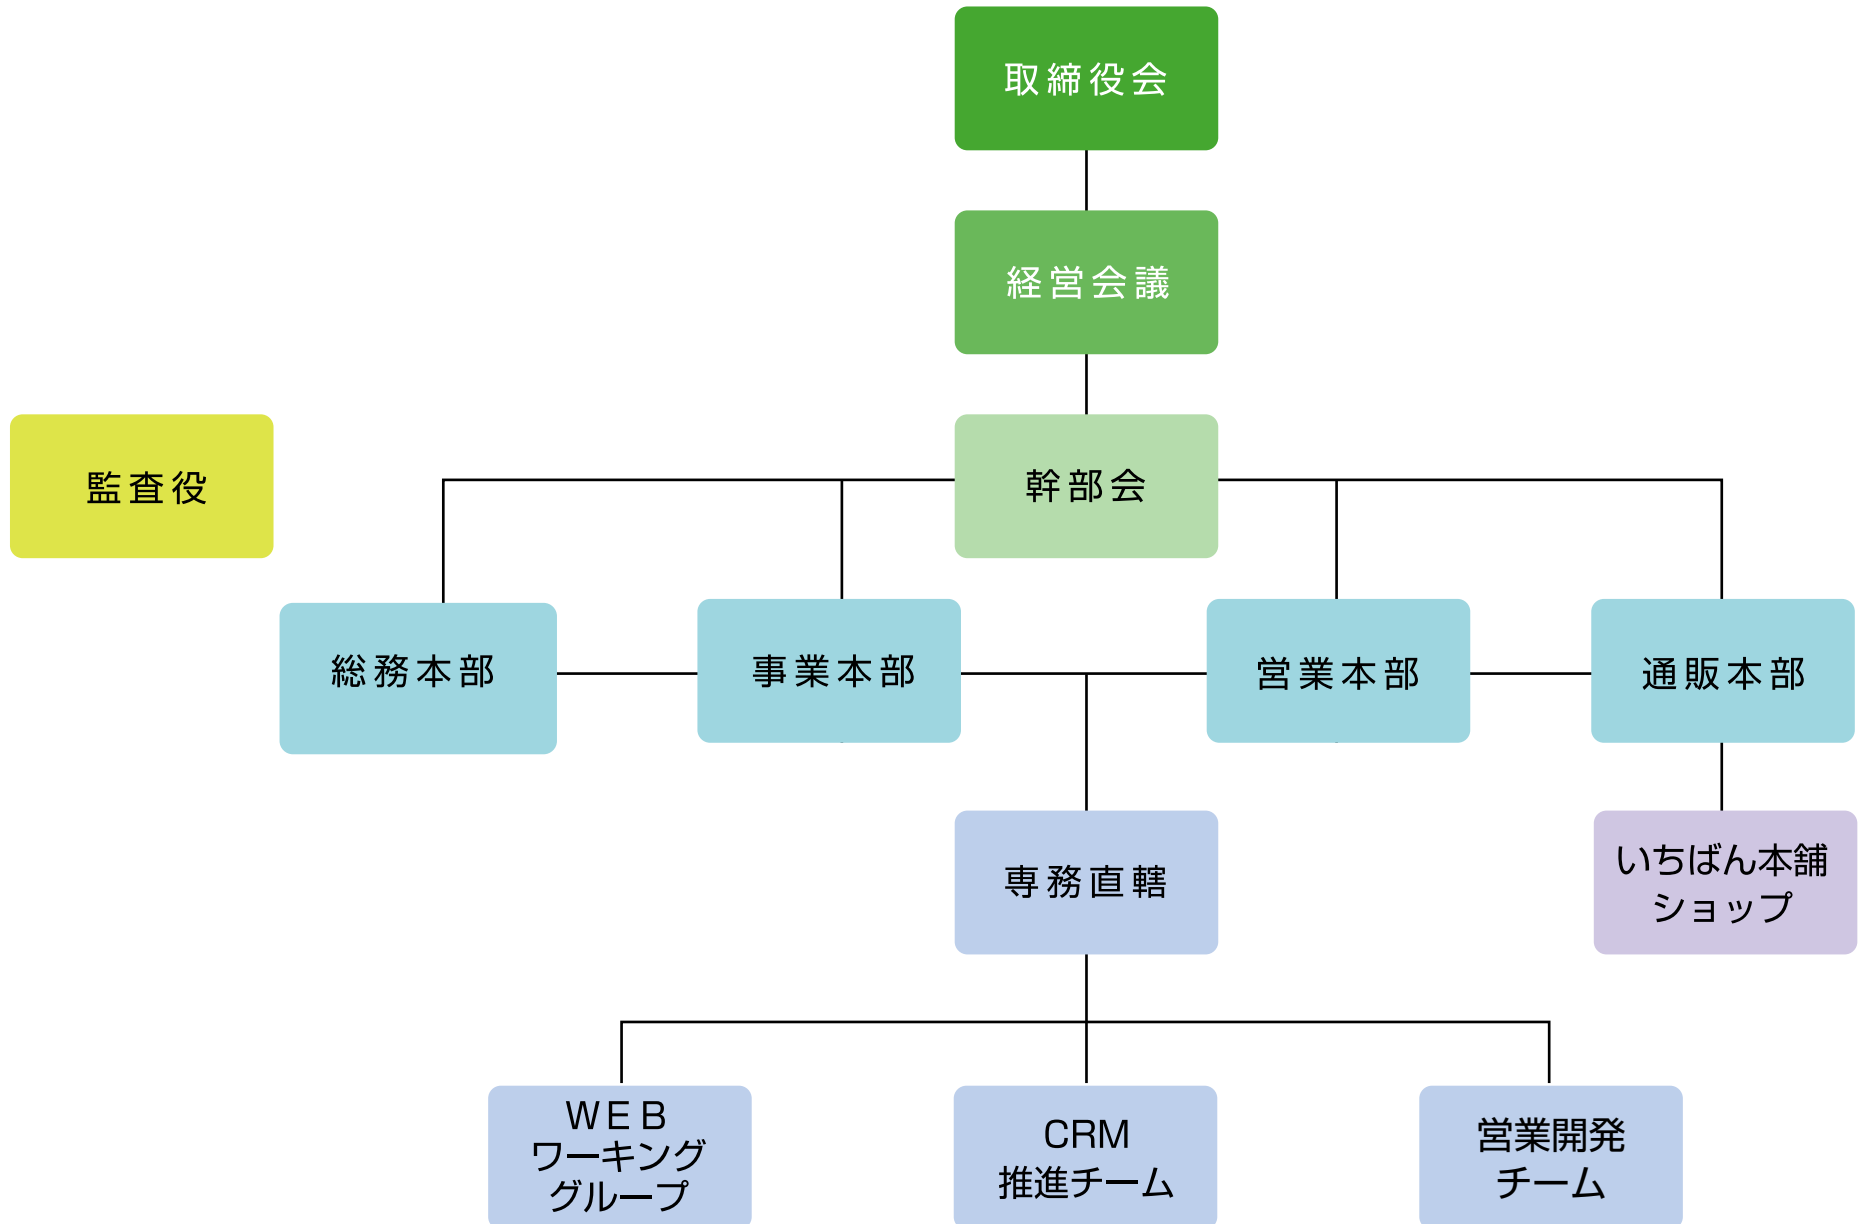 取締役会
経営会議
監査役
幹部会
総務本部
事業本部
営業本部
通販本部
専務直轄
いちばん本舗
ショップ
ＷＥＢ
ワーキング
グループ
CRM
推進チーム
営業開発
チーム